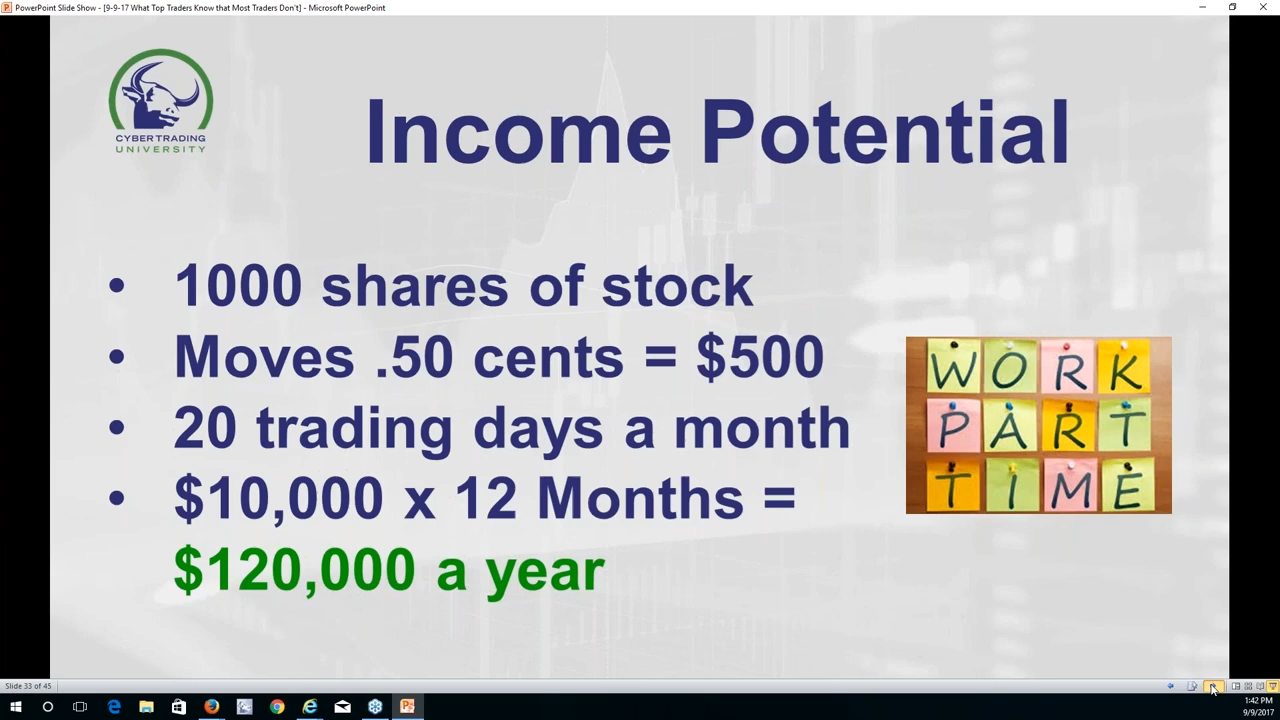 PowerPoint Slide Show - [9-9-17 What Top Traders Know that Most Traders Don't] - Microsoft PowerPoint
CYBERTRADING
UNIVERSITY
Income Potential
• 1000 shares of stock
• Moves .50 cents = $500
• 20 trading days a month
• $10,000 x 12 Months =
$120,000 a year
WORK
PART
TIME
Slide 33 of 45
1:42 PM
9/9/2017